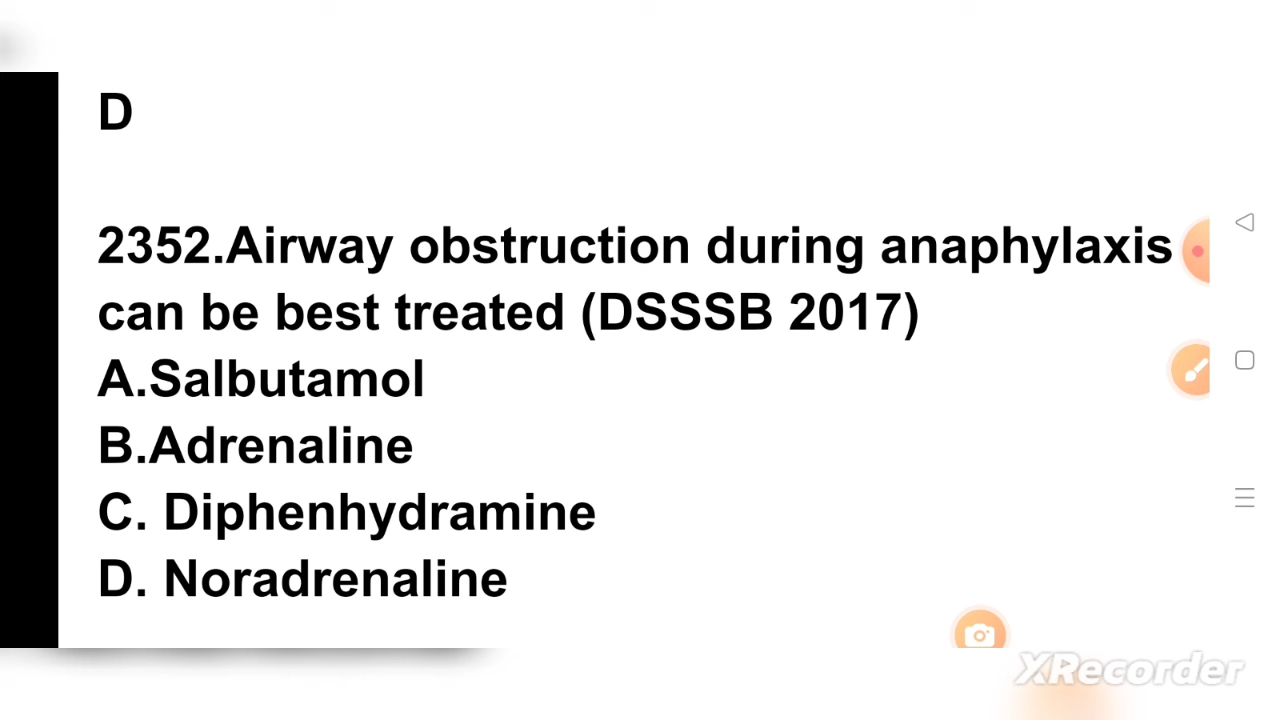 D
2352.Airway obstruction during anaphylaxis
can be best treated (DSSSB 2017)
A.Salbutamol
B.Adrenaline
C. Diphenhydramine
D. Noradrenaline
XRecorder